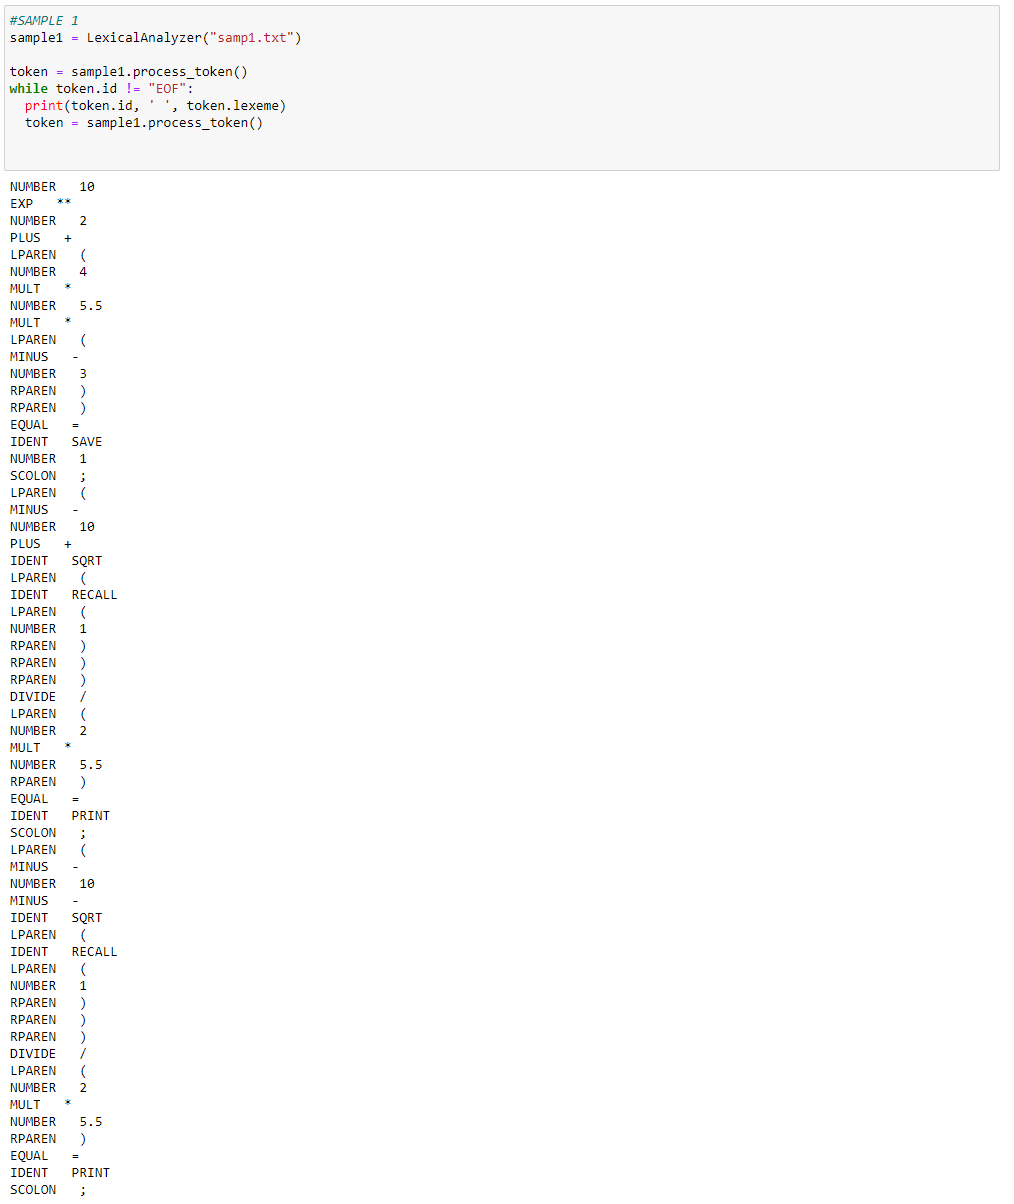 #SAMPLE 1
sample1 = LexicalAnalyzer("samp1.txt")
token = sample1.process_token()
while token.id != "EOF":
  print(token.id, ' ', token.lexeme)
  token = sample1.process_token()
NUMBER   10
EXP   **
NUMBER   2
PLUS   +
LPAREN   (
NUMBER   4
MULT   *
NUMBER   5.5
MULT   *
LPAREN   (
MINUS   -
NUMBER   3
RPAREN   )
RPAREN   )
EQUAL   =
IDENT   SAVE
NUMBER   1
SCOLON   ;
LPAREN   (
MINUS   -
NUMBER   10
PLUS   +
IDENT   SQRT
LPAREN   (
IDENT   RECALL
LPAREN   (
NUMBER   1
RPAREN   )
RPAREN   )
RPAREN   )
DIVIDE   /
LPAREN   (
NUMBER   2
MULT   *
NUMBER   5.5
RPAREN   )
EQUAL   =
IDENT   PRINT
SCOLON   ;
LPAREN   (
MINUS   -
NUMBER   10
MINUS   -
IDENT   SQRT
LPAREN   (
IDENT   RECALL
LPAREN   (
NUMBER   1
RPAREN   )
RPAREN   )
RPAREN   )
DIVIDE   /
LPAREN   (
NUMBER   2
MULT   *
NUMBER   5.5
RPAREN   )
EQUAL   =
IDENT   PRINT
SCOLON   ;